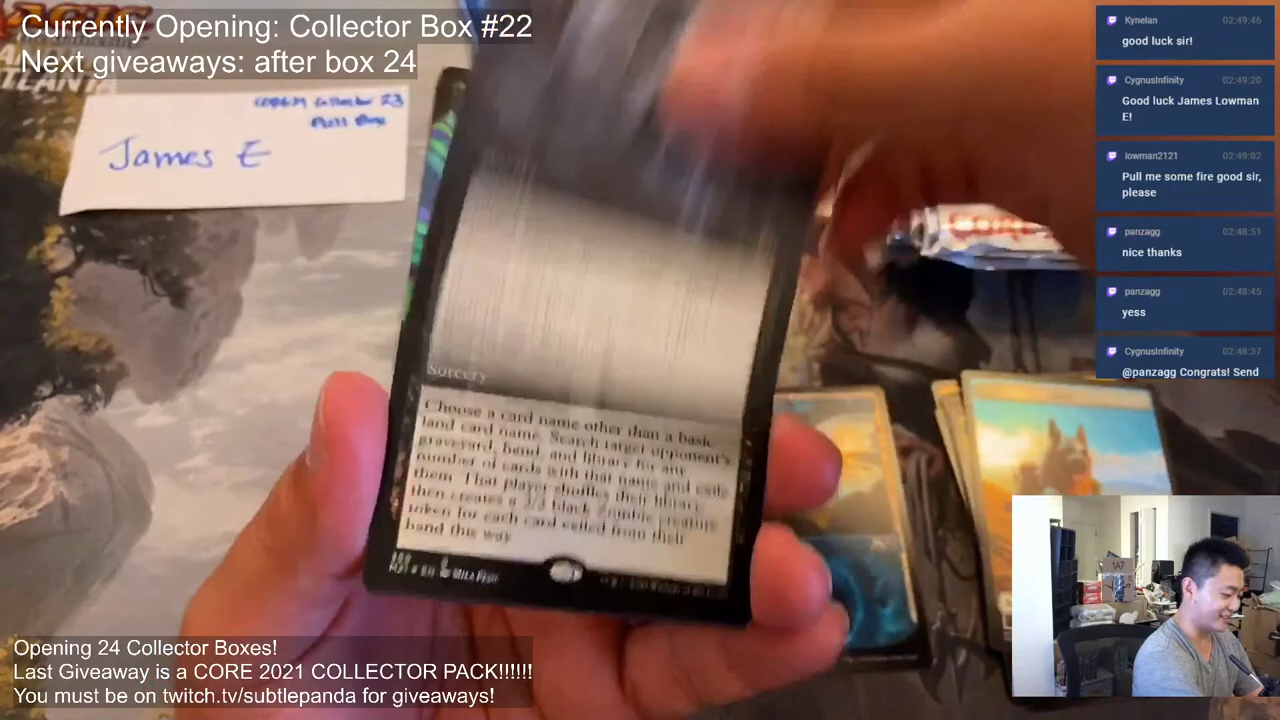 Currently Opening: Collector Box #22
Next giveaways: after box 24
ATLANTA
James E
Kynelan 02:49:46
good luck sir!
CygnusInfinity 02:49:20
Good luck James Lowman
E!
lowman2121 02:49:02
Pull me some fire good sir,
please
panzagg 02:48:51
nice thanks
panzagg 02:48:45
yess
CygnusInfinity 02:48:37
@panzagg Congrats! Send
CORE
Sorcery
Choose a card name other than a basic
land card name. Search target opponent's
graveyard, hand, and library for any
number of cards with that name and exile
them. That player shuffles their library,
then creates a 2/2 black Zombie creature
token for each card exiled from their
hand this way.
1A7
Opening 24 Collector Boxes!
Last Giveaway is a CORE 2021 COLLECTOR PACK!!!!!!
You must be on twitch.tv/subtlepanda for giveaways!